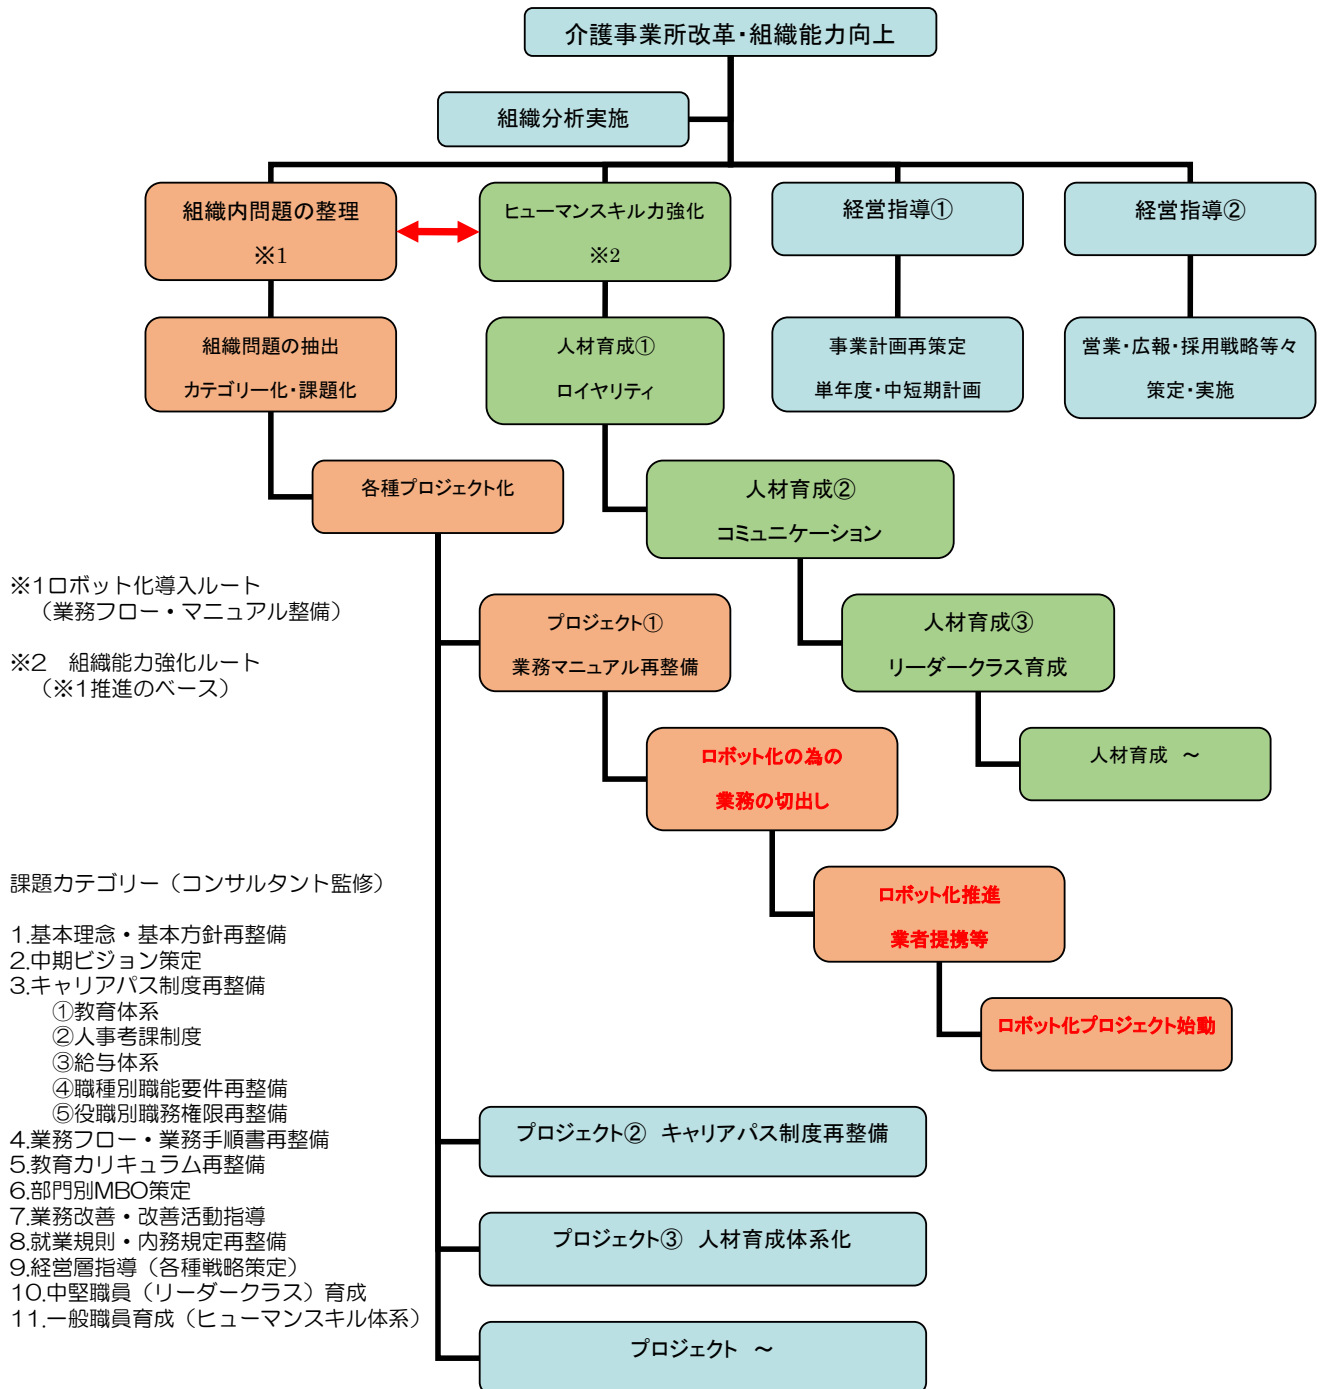 介護事業所改革・組織能力向上
組織分析実施
組織内問題の整理
※1
ヒューマンスキル力強化
※2
経営指導①
経営指導②
組織問題の抽出
カテゴリー化・課題化
人材育成①
ロイヤリティ
事業計画再策定
単年度・中短期計画
営業・広報・採用戦略等々
策定・実施
各種プロジェクト化
人材育成②
コミュニケーション
※1ロボット化導入ルート
（業務フロー・マニュアル整備）
※2　組織能力強化ルート
（※1推進のベース）
プロジェクト①
業務マニュアル再整備
人材育成③
リーダークラス育成
ロボット化の為の
業務の切出し
人材育成　～
ロボット化推進
業者提携等
ロボット化プロジェクト始動
課題カテゴリー（コンサルタント監修）
1.基本理念・基本方針再整備
2.中期ビジョン策定
3.キャリアパス制度再整備
①教育体系
②人事考課制度
③給与体系
④職種別職能要件再整備
⑤役職別職務権限再整備
4.業務フロー・業務手順書再整備
5.教育カリキュラム再整備
6.部門別MBO策定
7.業務改善・改善活動指導
8.就業規則・内務規定再整備
9.経営層指導（各種戦略策定）
10.中堅職員（リーダークラス）育成
11.一般職員育成（ヒューマンスキル体系）
プロジェクト②　キャリアパス制度再整備
プロジェクト③　人材育成体系化
プロジェクト　～